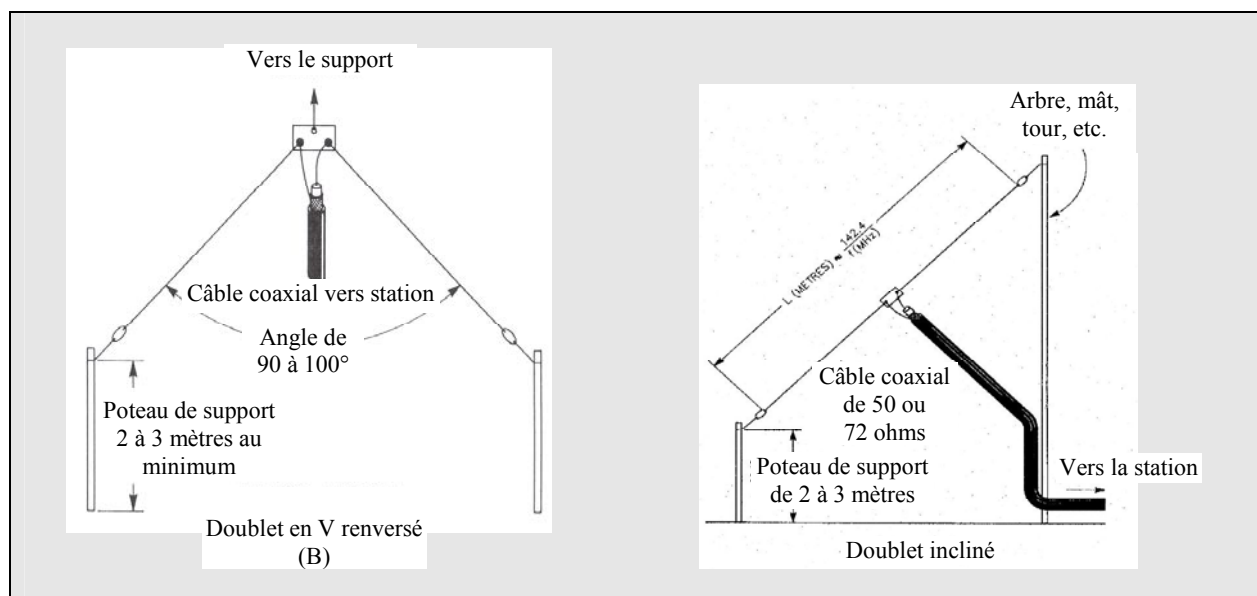 Vers le support
Câble coaxial vers station
Angle de
90 à 100°
Poteau de support
2 à 3 mètres au
minimum
Doublet en V renversé
(B)
Arbre, mât,
tour, etc.
L (METRES) ≈ 142.4
f(MHz)
Câble coaxial
de 50 ou
72 ohms
Poteau de support
de 2 à 3 mètres
Vers la station
Doublet incliné